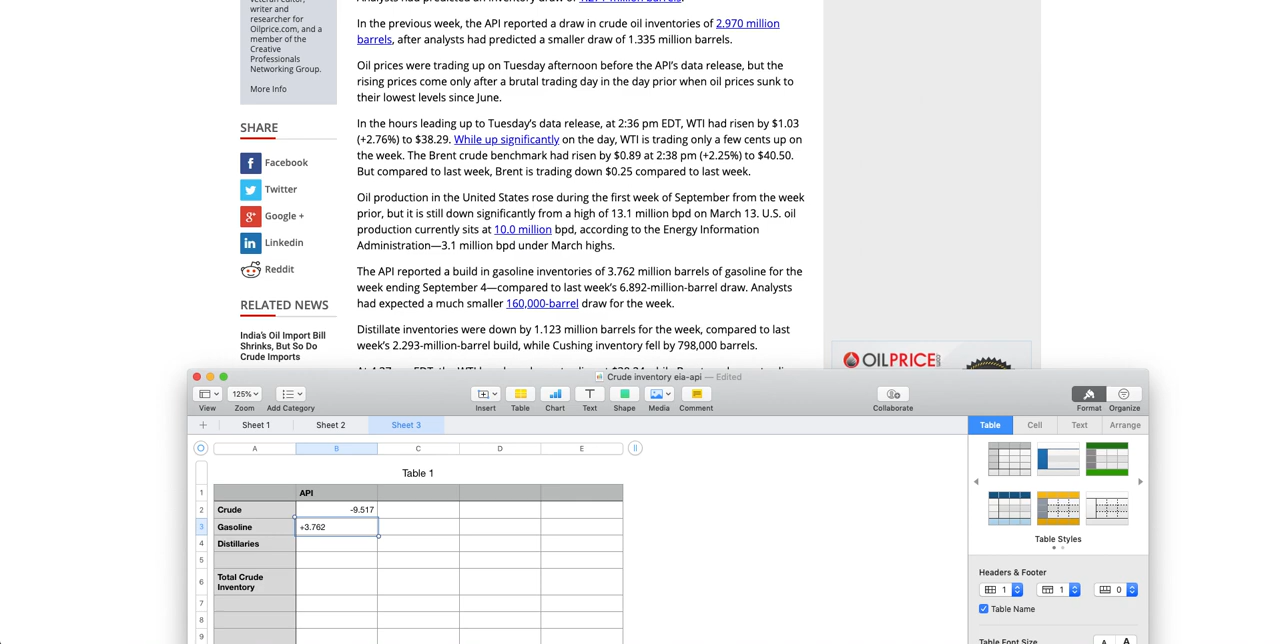 veteran editor,
writer and
researcher for
Oilprice.com, and a
member of the
Creative
Professionals
Networking Group.
More Info
SHARE
Facebook
Twitter
Google +
Linkedin
Reddit
RELATED NEWS
India's Oil Import Bill
Shrinks, But So Do
Crude Imports
In the previous week, the API reported a draw in crude oil inventories of 2.970 million
barrels, after analysts had predicted a smaller draw of 1.335 million barrels.
Oil prices were trading up on Tuesday afternoon before the API's data release, but the
rising prices come only after a brutal trading day in the day prior when oil prices sunk to
their lowest levels since June.
In the hours leading up to Tuesday's data release, at 2:36 pm EDT, WTI had risen by $1.03
(+2.76%) to $38.29. While up significantly on the day, WTI is trading only a few cents up on
the week. The Brent crude benchmark had risen by $0.89 at 2:38 pm (+2.25%) to $40.50.
But compared to last week, Brent is trading down $0.25 compared to last week.
Oil production in the United States rose during the first week of September from the week
prior, but it is still down significantly from a high of 13.1 million bpd on March 13. U.S. oil
production currently sits at 10.0 million bpd, according to the Energy Information
Administration—3.1 million bpd under March highs.
The API reported a build in gasoline inventories of 3.762 million barrels of gasoline for the
week ending September 4—compared to last week's 6.892-million-barrel draw. Analysts
had expected a much smaller 160,000-barrel draw for the week.
Distillate inventories were down by 1.123 million barrels for the week, compared to last
week's 2.293-million-barrel build, while Cushing inventory fell by 798,000 barrels.
OILPRICE
Crude inventory eia-api — Edited
125%
View Zoom Add Category Insert Table Chart Text Shape Media Comment Collaborate Format Organize
Sheet 1 Sheet 2 Sheet 3
Table Cell Text Arrange
A B C D E
Table 1
1 API
2 Crude -9.517
3 Gasoline +3.762
4 Distillaries
5
6 Total Crude
Inventory
7
8
9
Table Styles
Headers & Footer
1 1 0
Table Name
Table Font Size A A